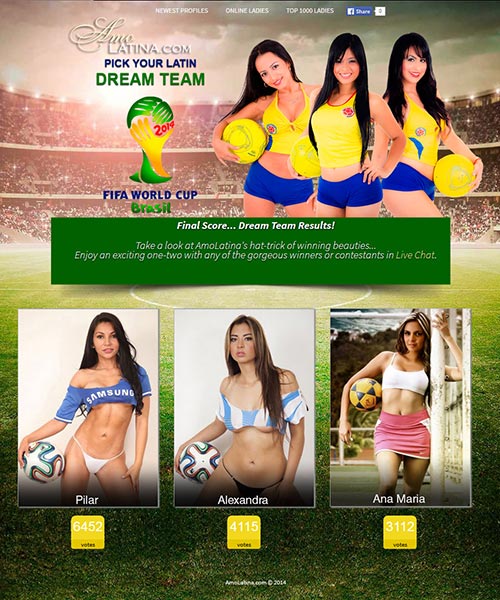 NEWEST PROFILES ONLINE LADIES TOP 1000 LADIES f Share 0
Amo
LATINA.COM
PICK YOUR LATIN
DREAM TEAM
2014
FIFA WORLD CUP
Brasil
Final Score... Dream Team Results!
Take a look at AmoLatina's hat-trick of winning beauties...
Enjoy an exciting one-two with any of the gorgeous winners or contestants in Live Chat.
SAMSUNG
Pilar
Alexandra
Ana Maria
6452
4115
3112
votes
votes
votes
AmoLatina.com © 2014